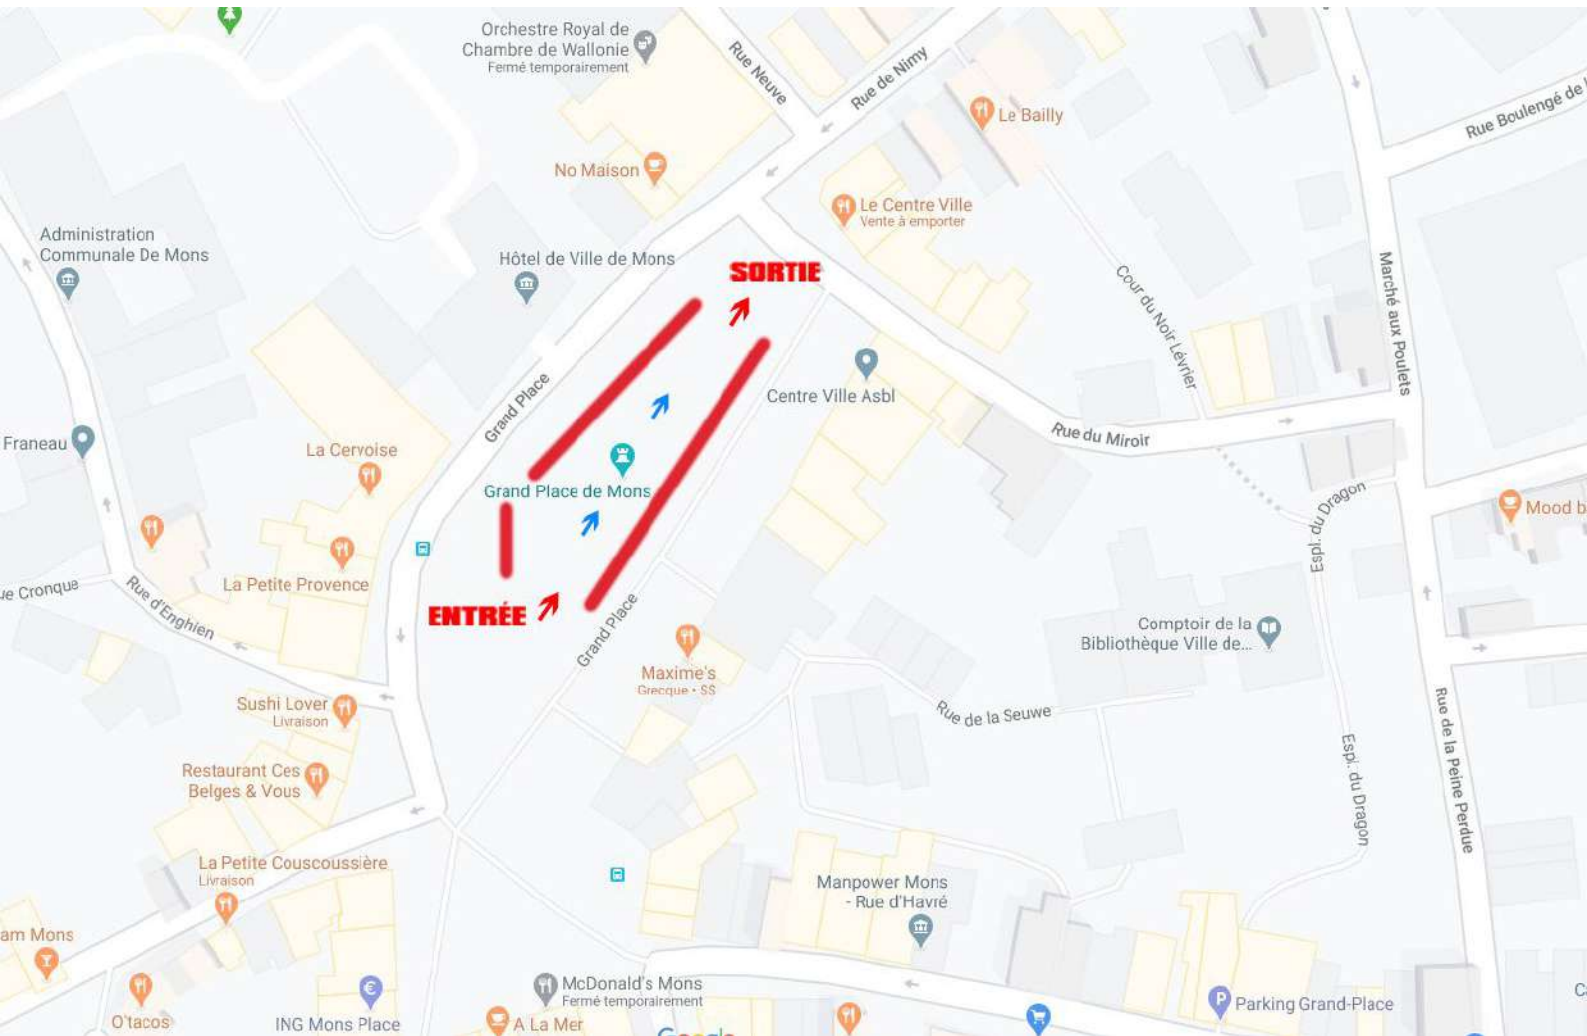 Orchestre Royal de
Chambre de Wallonie
Fermé temporairement
Rue Neuve
Rue de Nimy
Le Bailly
Rue Boulengé de
No Maison
Le Centre Ville
Vente à emporter
Administration
Communale De Mons
Hôtel de Ville de Mons
SORTIE
Cour du Noir Lévrier
Marché aux Poulets
Grand Place
Centre Ville Asbl
Franeau
La Cervoise
Rue du Miroir
Grand Place de Mons
Espl. du Dragon
Mood b
La Petite Provence
ue Cronque
Rue d'Enghien
ENTRÉE
Grand Place
Comptoir de la
Bibliothèque Ville de...
Maxime's
Grecque • $$
Sushi Lover
Livraison
Rue de la Seuwe
Rue de la Peine Perdue
Restaurant Ces
Belges & Vous
Espl. du Dragon
La Petite Couscoussière
Livraison
Manpower Mons
- Rue d'Havré
am Mons
McDonald's Mons
Fermé temporairement
P
Parking Grand-Place
€
O'tacos
ING Mons Place
A La Mer
Google